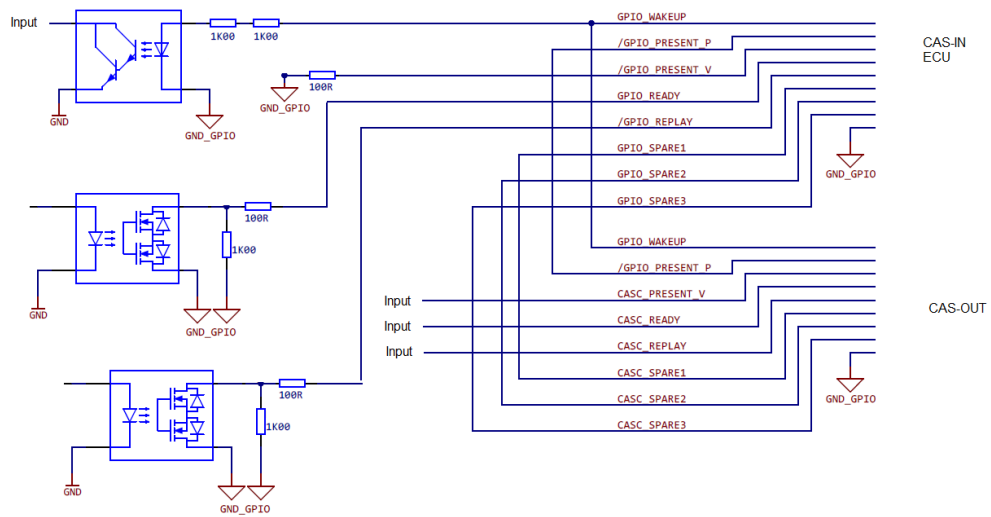 Input
GPIO_WAKEUP
1K00
1K00
/GPIO_PRESENT_P
CAS-IN
ECU
/GPIO_PRESENT_V
100R
GPIO_READY
GND_GPIO
GND
/GPIO_REPLAY
GND_GPIO
GPIO_SPARE1
GND_GPIO
GPIO_SPARE2
GPIO_SPARE3
100R
GPIO_WAKEUP
1K00
/GPIO_PRESENT_P
CASC_PRESENT_V
Input
GND
CAS-OUT
CASC_READY
Input
GND_GPIO
CASC_REPLAY
Input
CASC_SPARE1
100R
CASC_SPARE2
GND_GPIO
CASC_SPARE3
1K00
GND
GND_GPIO